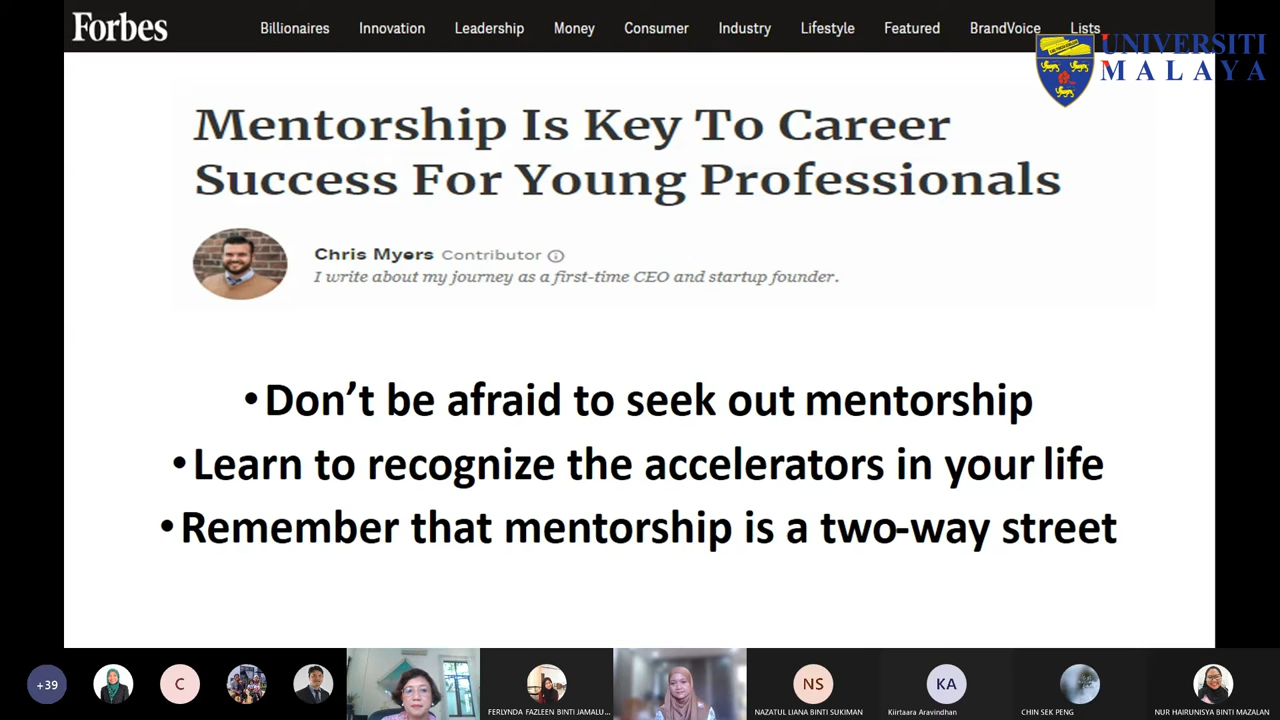 Forbes
Billionaires Innovation Leadership Money Consumer Industry Lifestyle Featured BrandVoice Lists
UNIVERSITI
MALAYA
Mentorship Is Key To Career
Success For Young Professionals
Chris Myers Contributor
I write about my journey as a first-time CEO and startup founder.
•Don’t be afraid to seek out mentorship
•Learn to recognize the accelerators in your life
•Remember that mentorship is a two-way street
+39
C
NS
KA
FERLYNDA FAZLEEN BINTI JAMALU...
NAZATUL LIANA BINTI SUKIMAN
Kiirtaara Aravindhan
CHIN SEK PENG
NUR HAIRUNISYA BINTI MAZALAN